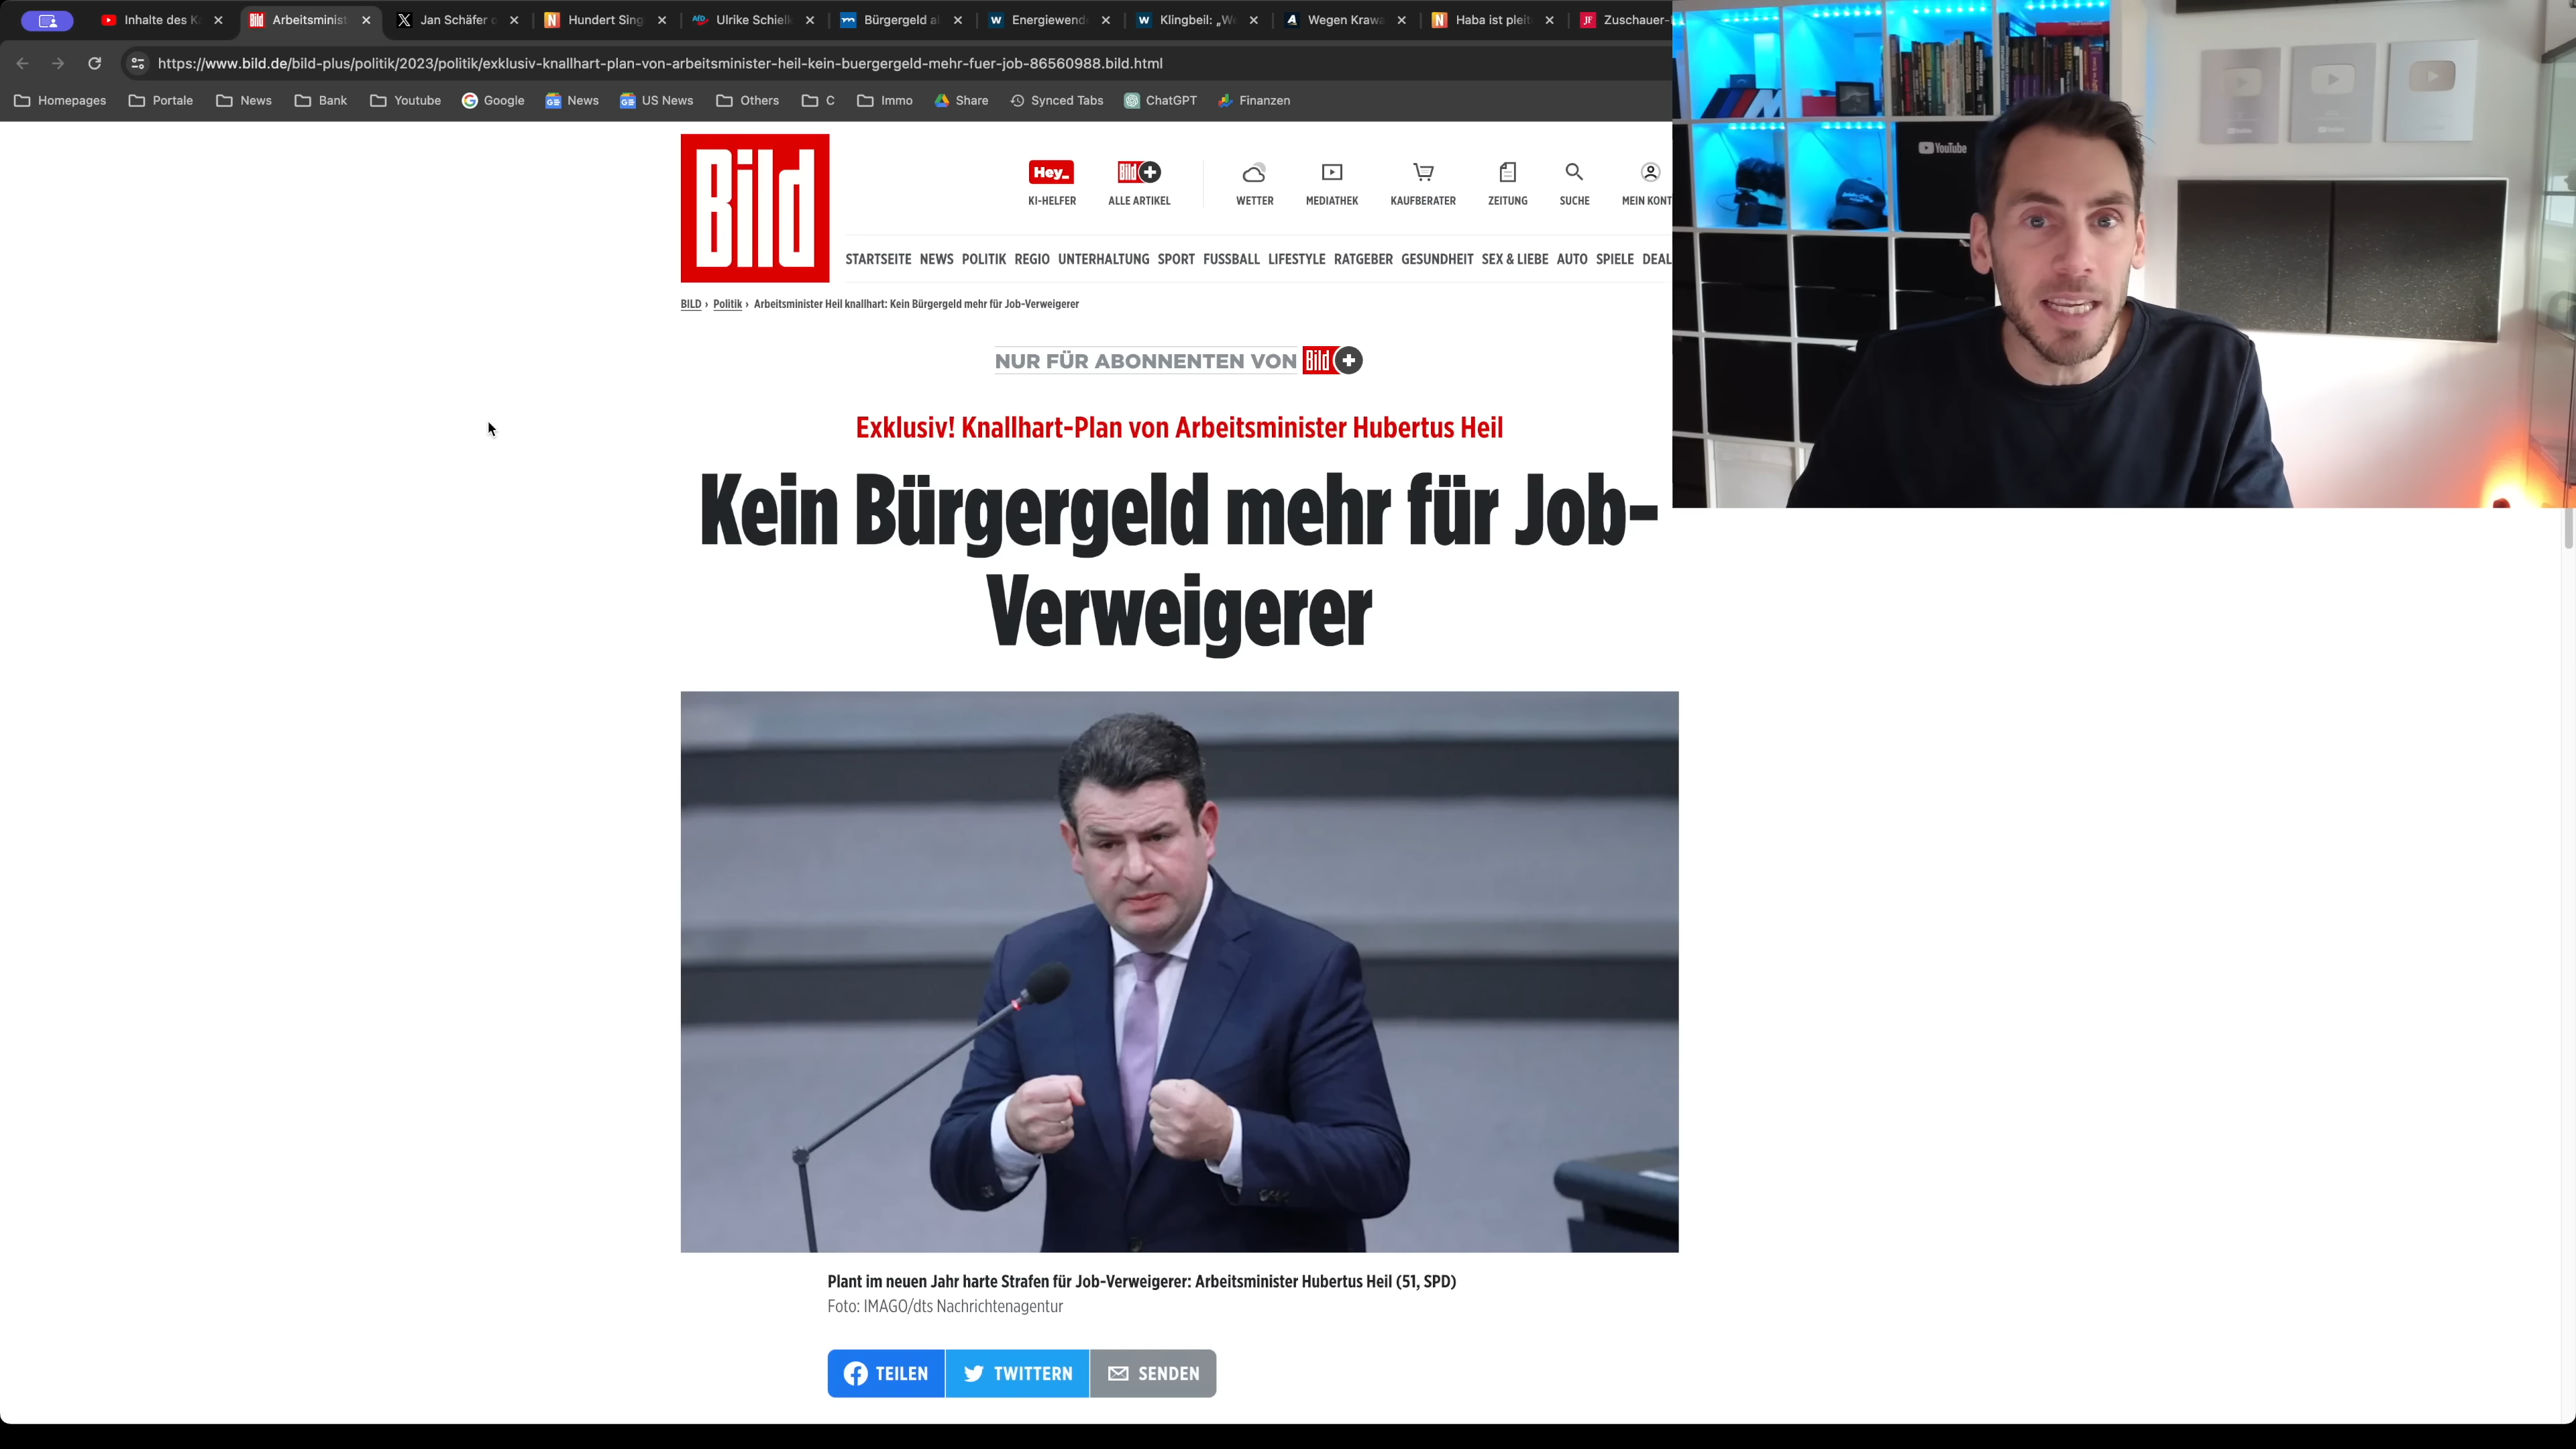 Inhalte des K
Arbeitsminist
Jan Schäfer
Hundert Sing
Ulrike Schiel
Bürgergeld a
Energiewend
Klingbeil: „W
Wegen Kraw
Haba ist pleit
Zuschauer-
https://www.bild.de/bild-plus/politik/2023/politik/exklusiv-knallhart-plan-von-arbeitsminister-heil-kein-buergergeld-mehr-fuer-job-86560988.bild.html
Homepages Portale News Bank Youtube Google News US News Others C Immo Share Synced Tabs ChatGPT Finanzen
YouTube
Bild
Hey_
Bild+
KI-HELFER ALLE ARTIKEL WETTER MEDIATHEK KAUFBERATER ZEITUNG SUCHE MEIN KONT
STARTSEITE NEWS POLITIK REGIO UNTERHALTUNG SPORT FUSSBALL LIFESTYLE RATGEBER GESUNDHEIT SEX & LIEBE AUTO SPIELE DEAL
BILD › Politik › Arbeitsminister Heil knallhart: Kein Bürgergeld mehr für Job-Verweigerer
NUR FÜR ABONNENTEN VON Bild+
Exklusiv! Knallhart-Plan von Arbeitsminister Hubertus Heil
Kein Bürgergeld mehr für Job-
Verweigerer
Plant im neuen Jahr harte Strafen für Job-Verweigerer: Arbeitsminister Hubertus Heil (51, SPD)
Foto: IMAGO/dts Nachrichtenagentur
TEILEN TWITTERN SENDEN